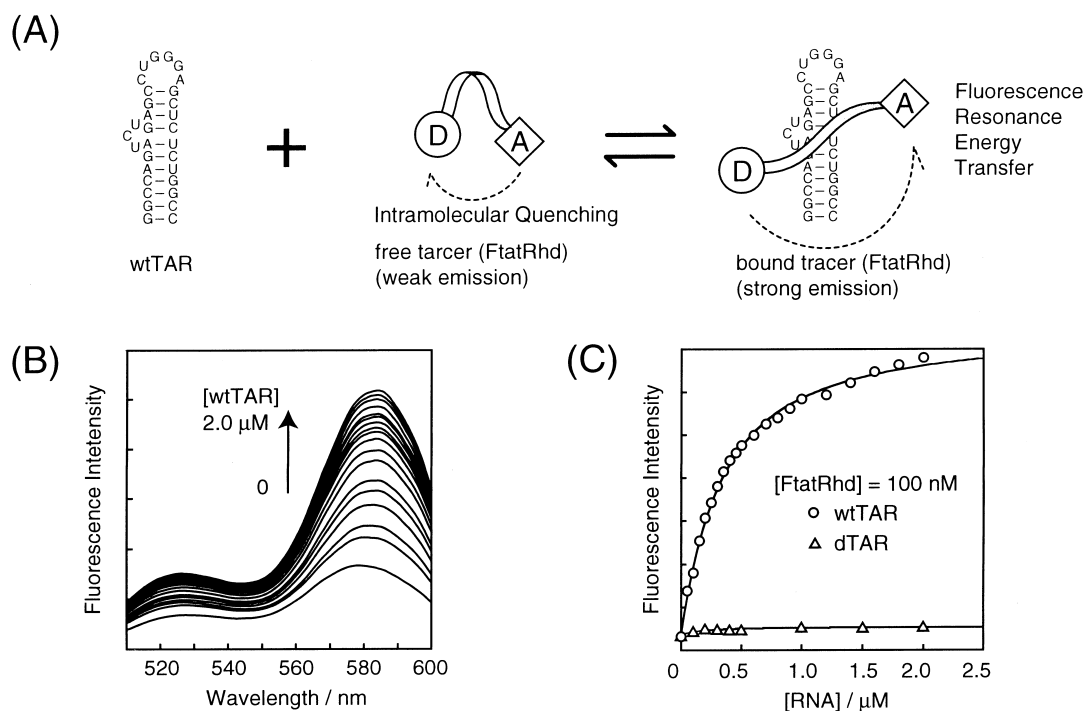 (A)
G G G
U A
C
C
G – C
A – U
G – C
A – U
U
C
U
A – U
G – C
A – U
C – G
C – G
G – C
G – C
wtTAR
+
D
A
Intramolecular Quenching
free tarcer (FtatRhd)
(weak emission)
D
A
Fluorescence
Resonance
Energy
Transfer
bound tracer (FtatRhd)
(strong emission)
(B)
Fluorescence Intetensity
[wtTAR]
2.0 μM
0
520 540 560 580 600
Wavelength / nm
(C)
Fluorescence Intetensity
[FtatRhd] = 100 nM
wtTAR
dTAR
0 0.5 1.0 1.5 2.0 2.5
[RNA] / μM